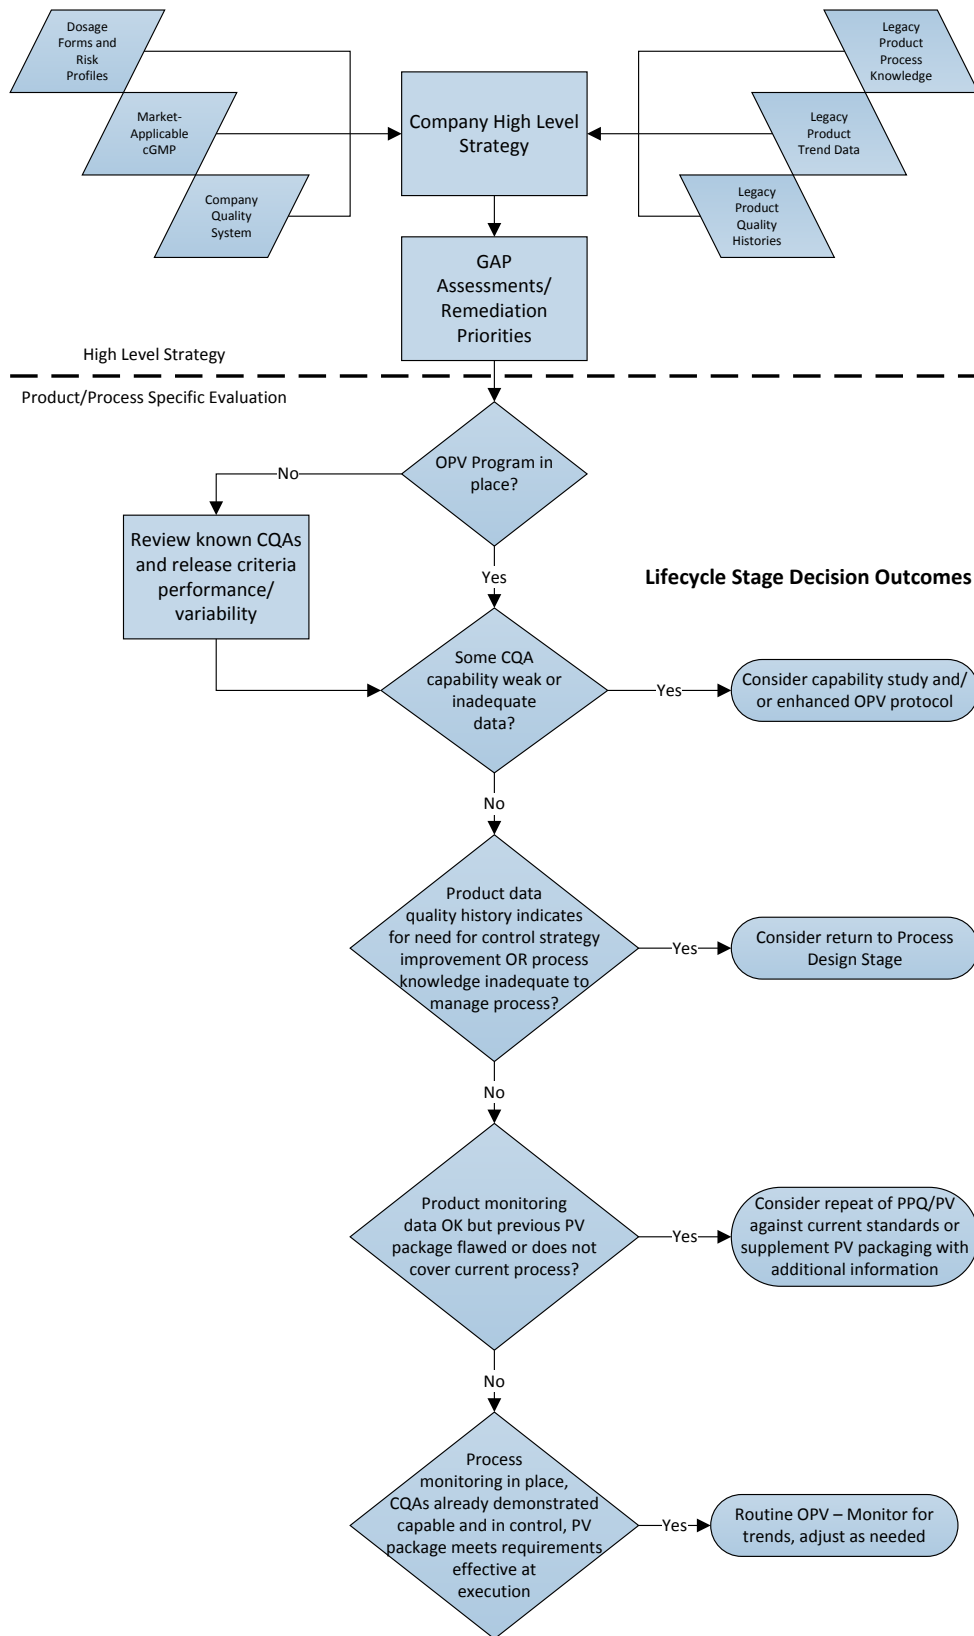 Dosage
Forms and
Risk
Profiles
Market-
Applicable
cGMP
Company
Quality
System
Company High Level
Strategy
Legacy
Product
Process
Knowledge
Legacy
Product
Trend Data
Legacy
Product
Quality
Histories
GAP
Assessments/
Remediation
Priorities
High Level Strategy
Product/Process Specific Evaluation
OPV Program in
place?
No
Review known CQAs
and release criteria
performance/
variability
Yes
Lifecycle Stage Decision Outcomes
Some CQA
capability weak or
inadequate
data?
Yes
Consider capability study and/
or enhanced OPV protocol
No
Product data
quality history indicates
for need for control strategy
improvement OR process
knowledge inadequate to
manage process?
Yes
Consider return to Process
Design Stage
No
Product monitoring
data OK but previous PV
package flawed or does not
cover current process?
Yes
Consider repeat of PPQ/PV
against current standards or
supplement PV packaging with
additional information
No
Process
monitoring in place,
CQAs already demonstrated
capable and in control, PV
package meets requirements
effective at
execution
Yes
Routine OPV – Monitor for
trends, adjust as needed